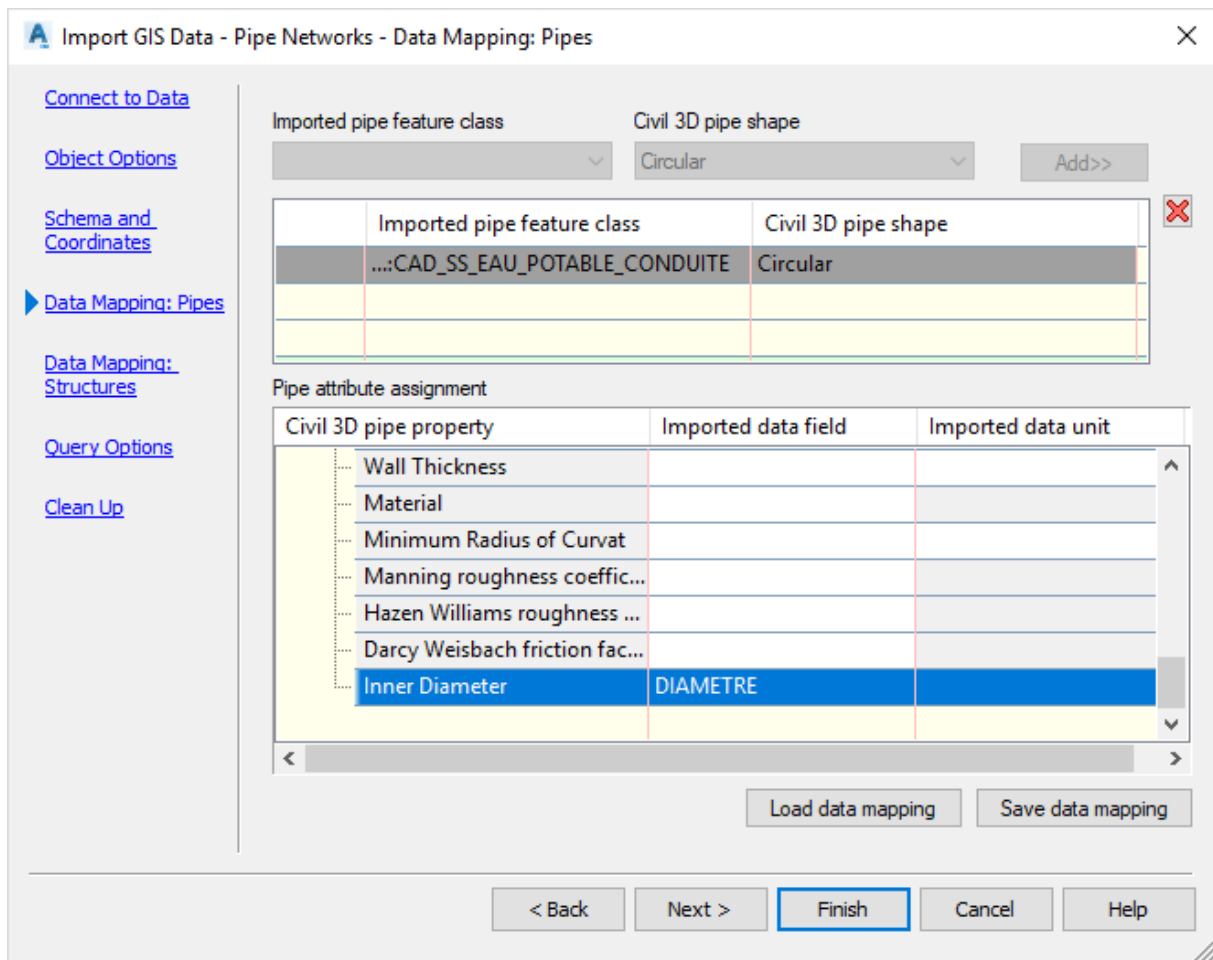 Import GIS Data - Pipe Networks - Data Mapping: Pipes
Connect to Data
Object Options
Schema and
Coordinates
Data Mapping: Pipes
Data Mapping:
Structures
Query Options
Clean Up
Imported pipe feature class Civil 3D pipe shape
Circular Add>>
Imported pipe feature class Civil 3D pipe shape
...:CAD_SS_EAU_POTABLE_CONDUITE Circular
Pipe attribute assignment
Civil 3D pipe property Imported data field Imported data unit
Wall Thickness
Material
Minimum Radius of Curvat
Manning roughness coeffic...
Hazen Williams roughness ...
Darcy Weisbach friction fac...
Inner Diameter DIAMETRE
Load data mapping Save data mapping
< Back Next > Finish Cancel Help